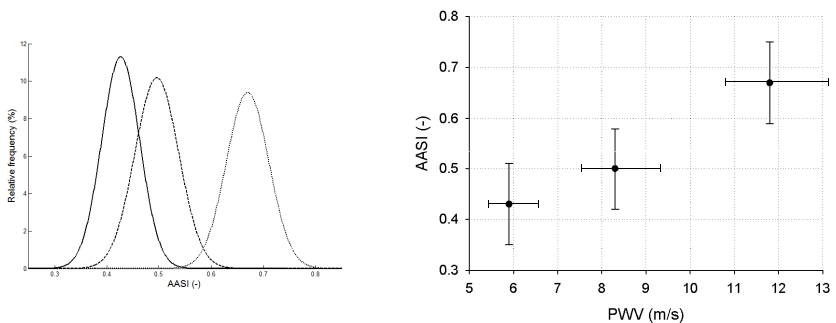 12
10
8
6
4
2
0
Relative frequency (%)
0.3 0.4 0.5 0.6 0.7 0.8
AASI (-)
0.8
0.7
0.6
0.5
0.4
0.3
AASI (-)
5 6 7 8 9 10 11 12 13
PWV (m/s)